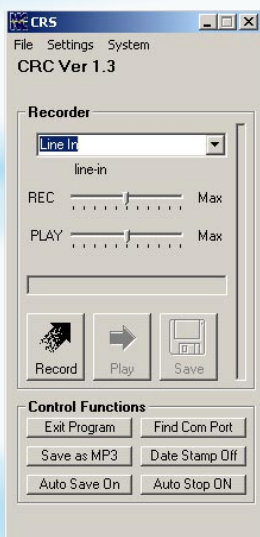 CRS
File Settings System
CRC Ver 1.3
Recorder
Line In
line-in
REC Max
PLAY Max
Record Play Save
Control Functions
Exit Program Find Com Port
Save as MP3 Date Stamp Off
Auto Save On Auto Stop ON